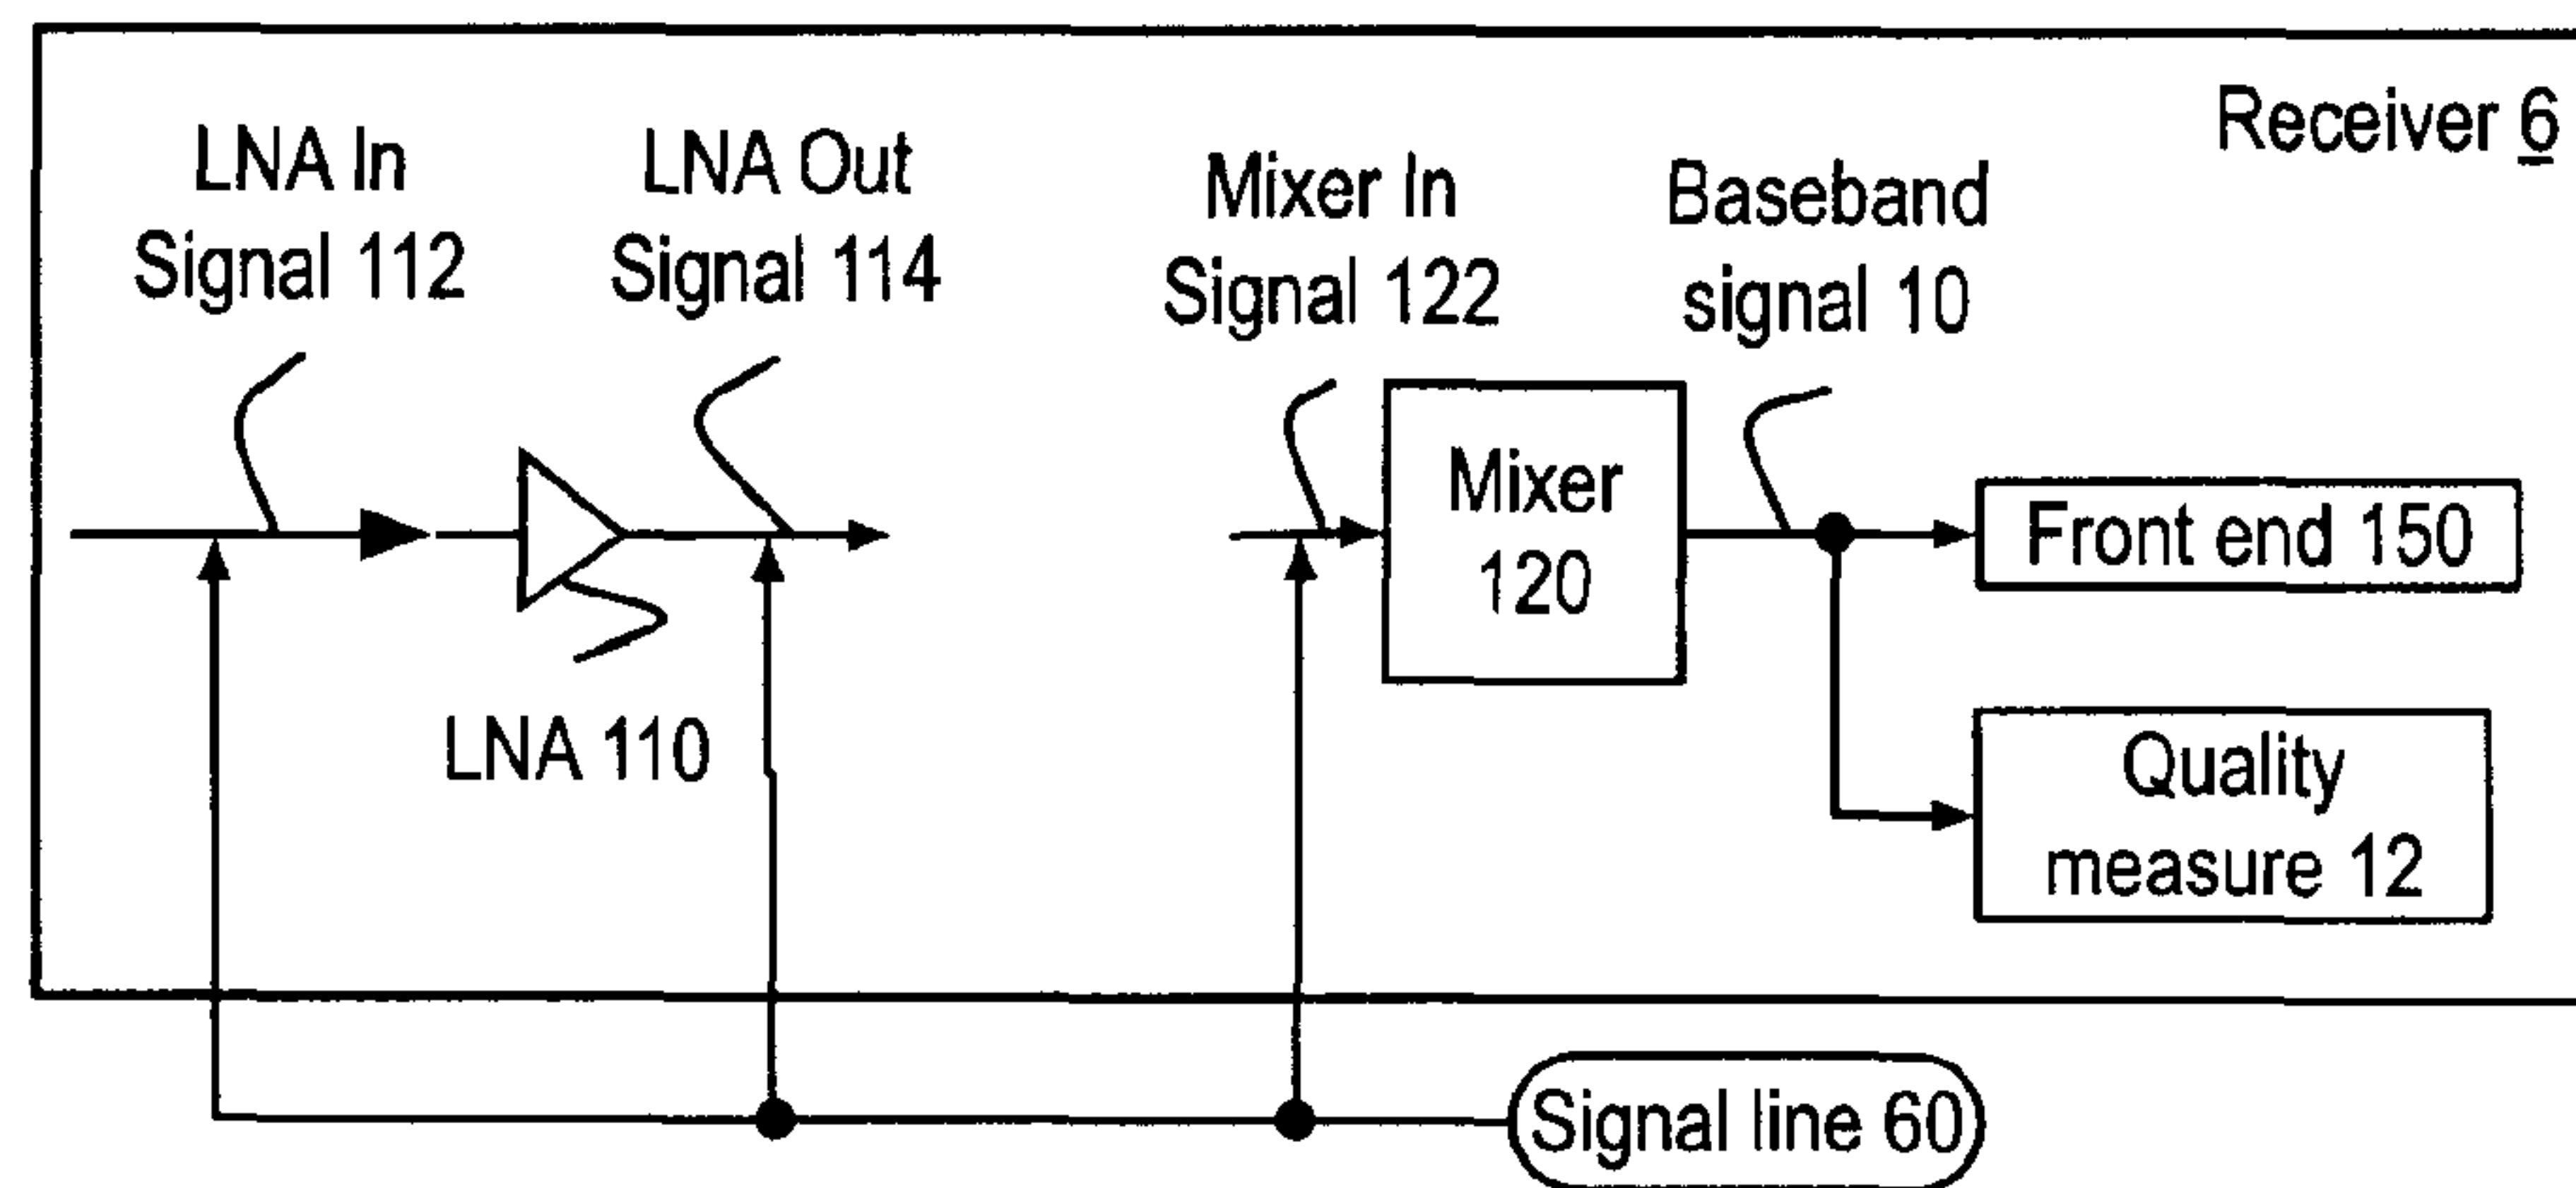 Receiver 6
LNA In
Signal 112
LNA Out
Signal 114
Mixer In
Signal 122
Baseband
signal 10
Mixer
120
Front end 150
LNA 110
Quality
measure 12
Signal line 60